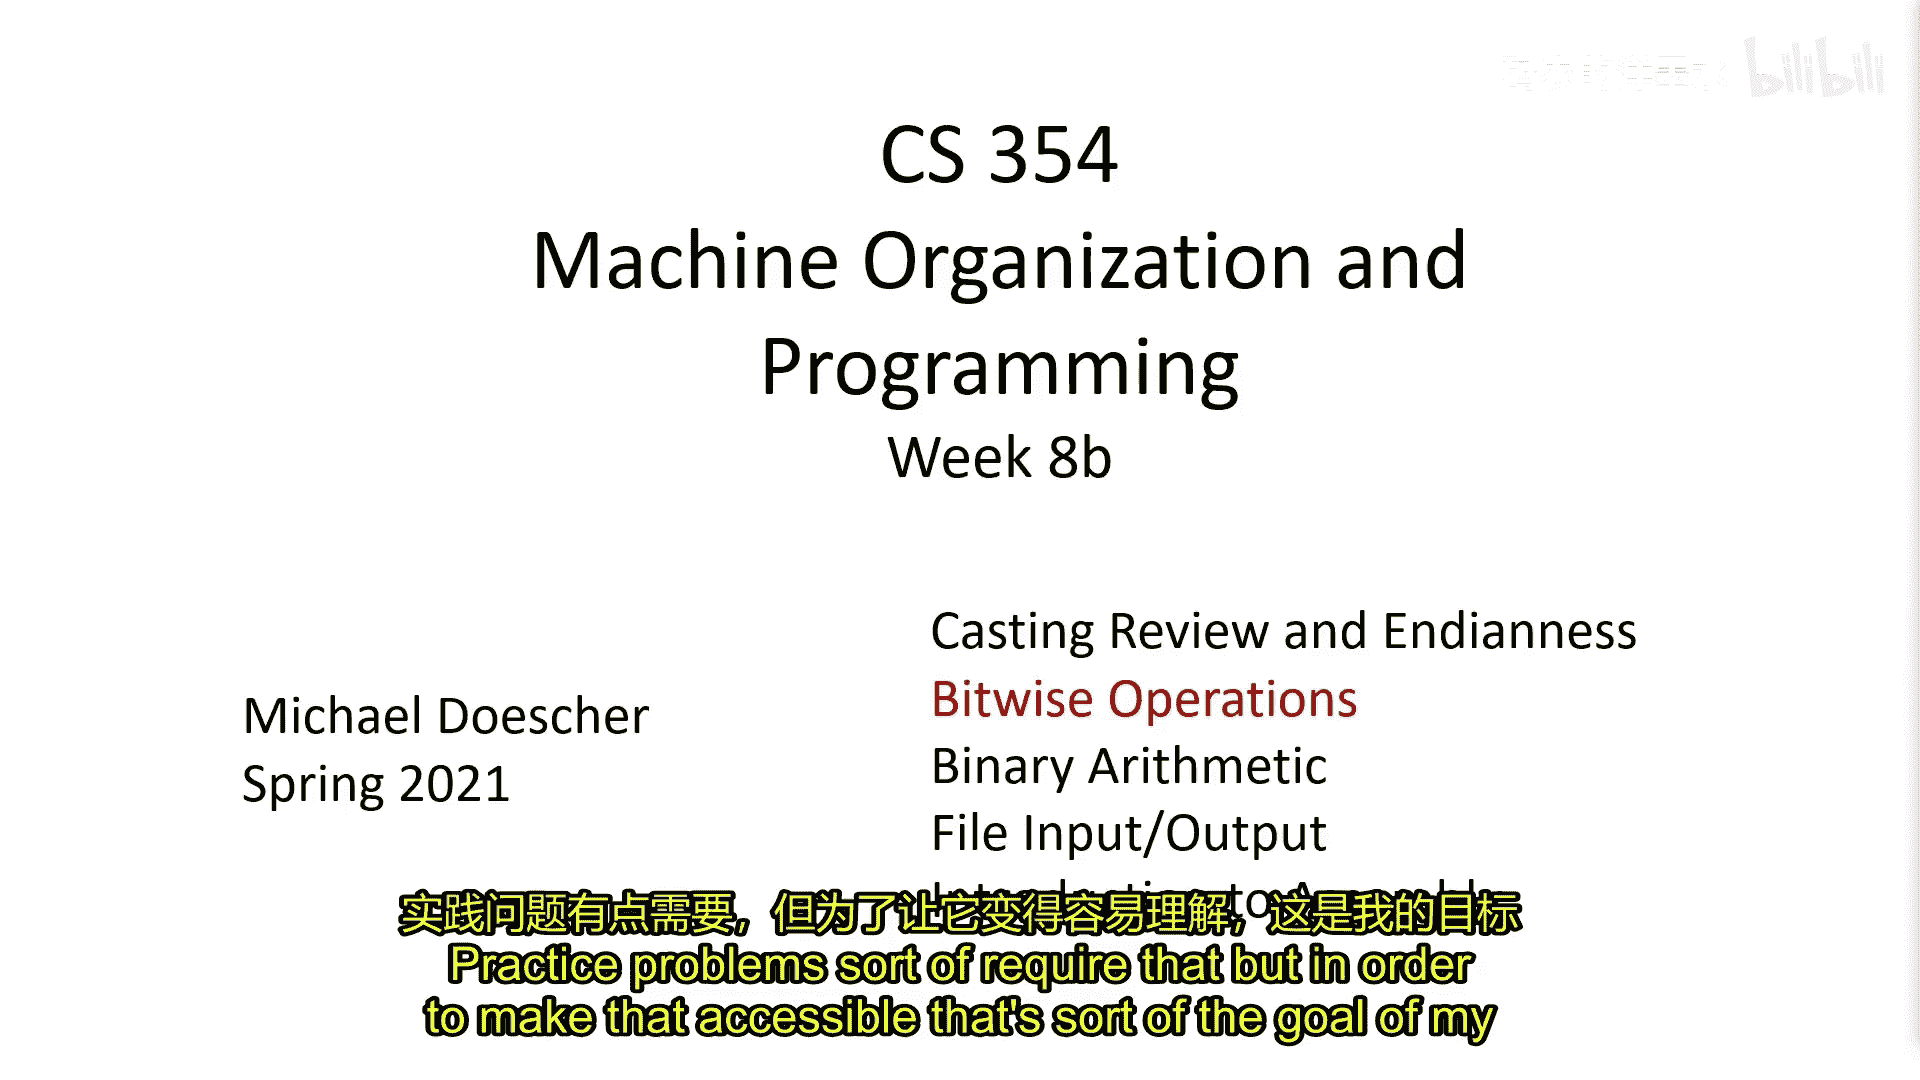 bilibili
CS 354
Machine Organization and
Programming
Week 8b
Michael Doescher
Spring 2021
Casting Review and Endianness
Bitwise Operations
Binary Arithmetic
File Input/Output
to
实践问题有点需要，但为了让它变得容易理解，这是我的目标
Practice problems sort of require that but in order
to make that accessible that's sort of the goal of my